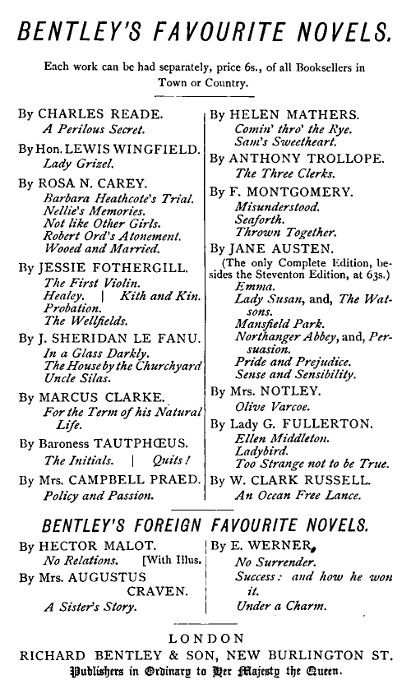 BENTLEY'S FAVOURITE NOVELS.
Each work can be had separately, price 6s., of all Booksellers in
Town or Country.
By CHARLES READE.
A Perilous Secret.
By Hon. LEWIS WINGFIELD.
Lady Grizel.
By ROSA N. CAREY.
Barbara Heathcote's Trial.
Nellie's Memories.
Not like Other Girls.
Robert Ord's Atonement.
Wooed and Married.
By JESSIE FOTHERGILL.
The First Violin.
Healey. | Kith and Kin.
Probation.
The Wellfields.
By J. SHERIDAN LE FANU.
In a Glass Darkly.
The House by the Churchyard
Uncle Silas.
By MARCUS CLARKE.
For the Term of his Natural
Life.
By Baroness TAUTPHŒUS.
The Initials. | Quits!
By Mrs. CAMPBELL PRAED.
Policy and Passion.
By HELEN MATHERS.
Comin' thro' the Rye.
Sam's Sweetheart.
By ANTHONY TROLLOPE.
The Three Clerks.
By F. MONTGOMERY.
Misunderstood.
Seaforth.
Thrown Together.
By JANE AUSTEN.
(The only Complete Edition, be-
sides the Steventon Edition, at 63s.)
Emma.
Lady Susan, and, The Wat-
sons.
Mansfield Park.
Northanger Abbey, and, Per-
suasion.
Pride and Prejudice.
Sense and Sensibility.
By Mrs. NOTLEY.
Olive Varcoe.
By Lady G. FULLERTON.
Ellen Middleton.
Ladybird.
Too Strange not to be True.
By W. CLARK RUSSELL.
An Ocean Free Lance.
BENTLEY'S FOREIGN FAVOURITE NOVELS.
By HECTOR MALOT.
No Relations. [With Illus.
By Mrs. AUGUSTUS
CRAVEN.
A Sister's Story.
By E. WERNER.
No Surrender.
Success: and how he won
it.
Under a Charm.
LONDON
RICHARD BENTLEY & SON, NEW BURLINGTON ST.
Publishers in Ordinary to Her Majesty the Queen.